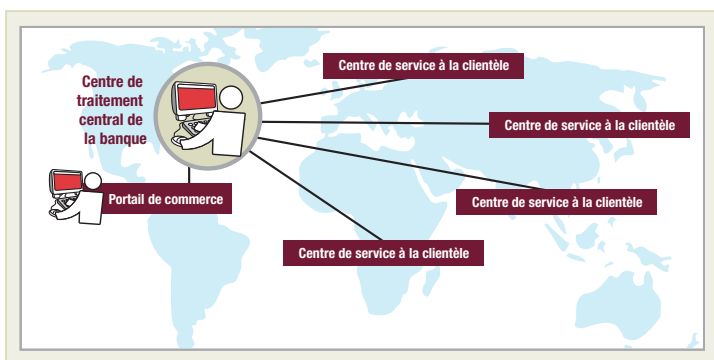 Centre de service à la clientèle
Centre de
traitement
central de
la banque
Centre de service à la clientèle
Portail de commerce
Centre de service à la clientèle
Centre de service à la clientèle